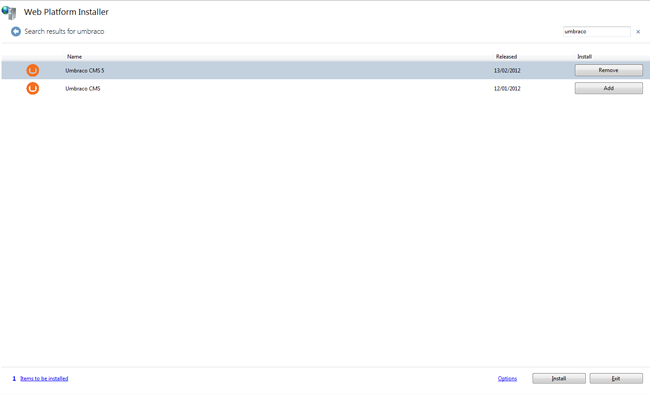 Web Platform Installer
Search results for umbraco
umbraco
×
Name Released Install
Umbraco CMS 5 13/02/2012 Remove
Umbraco CMS 12/01/2012 Add
1 Items to be installed Options Install Exit